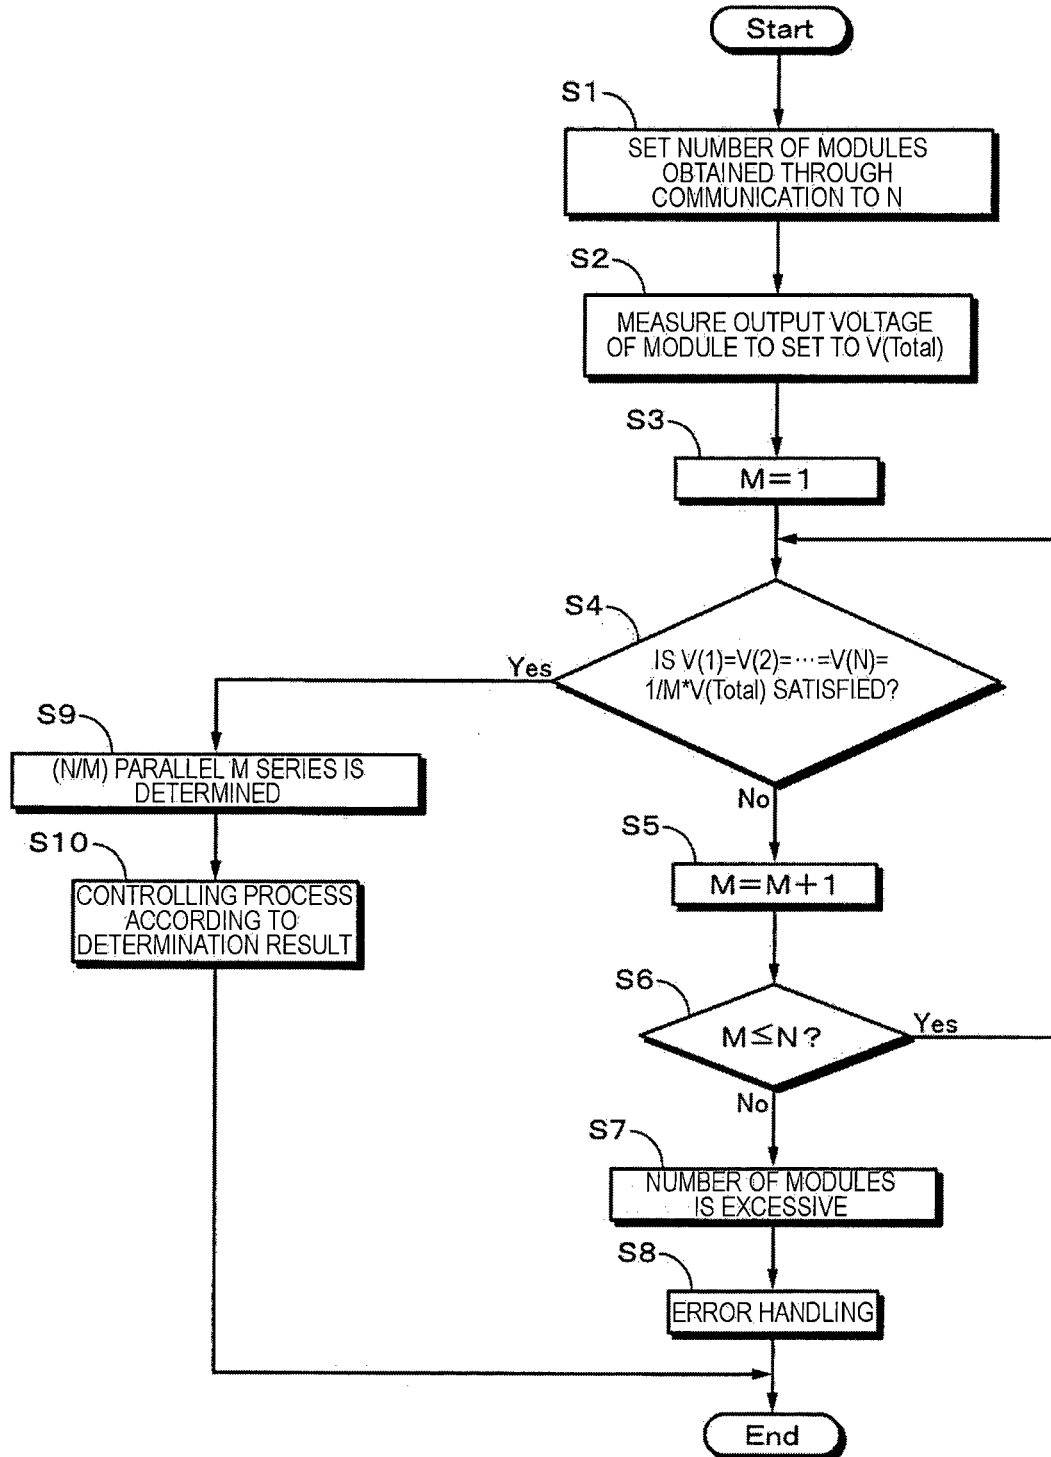 Start
S1
SET NUMBER OF MODULES
OBTAINED THROUGH
COMMUNICATION TO N
S2
MEASURE OUTPUT VOLTAGE
OF MODULE TO SET TO V(Total)
S3
M=1
S4
IS V(1)=V(2)=···=V(N)=
1/M*V(Total) SATISFIED?
Yes
No
S9
(N/M) PARALLEL M SERIES IS
DETERMINED
S10
CONTROLLING PROCESS
ACCORDING TO
DETERMINATION RESULT
S5
M=M+1
S6
M≦N?
Yes
No
S7
NUMBER OF MODULES
IS EXCESSIVE
S8
ERROR HANDLING
End